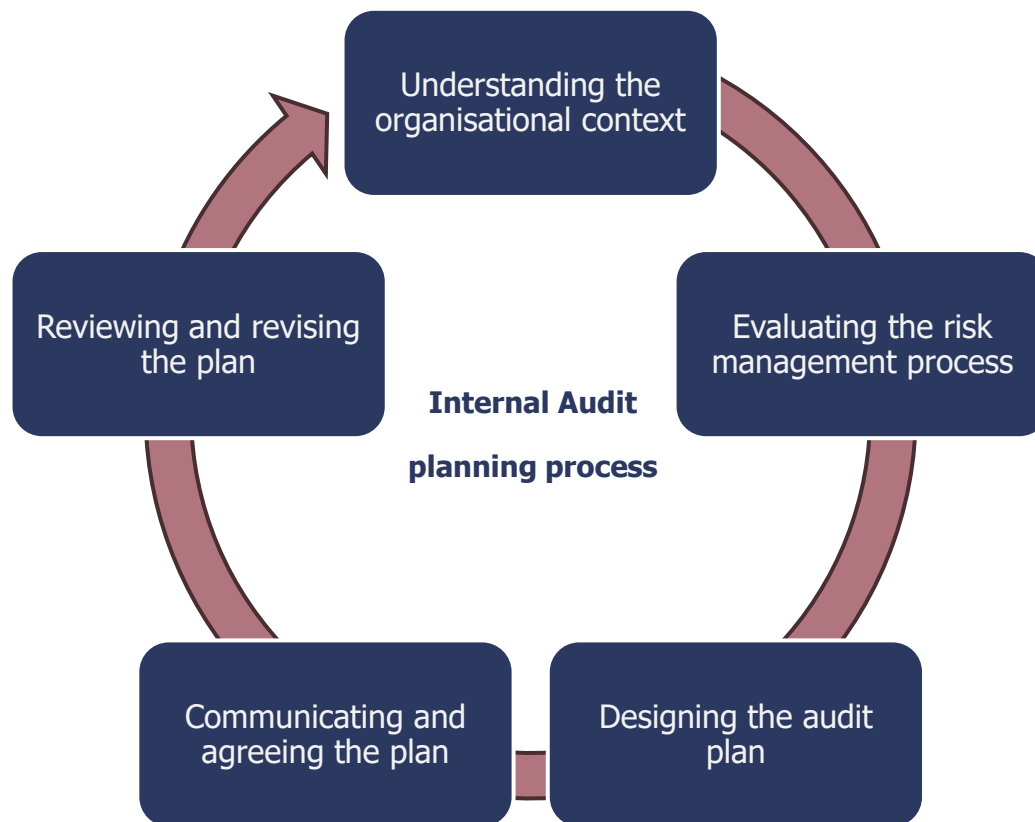 Understanding the
organisational context
Evaluating the risk
management process
Designing the audit
plan
Communicating and
agreeing the plan
Reviewing and revising
the plan
Internal Audit
planning process